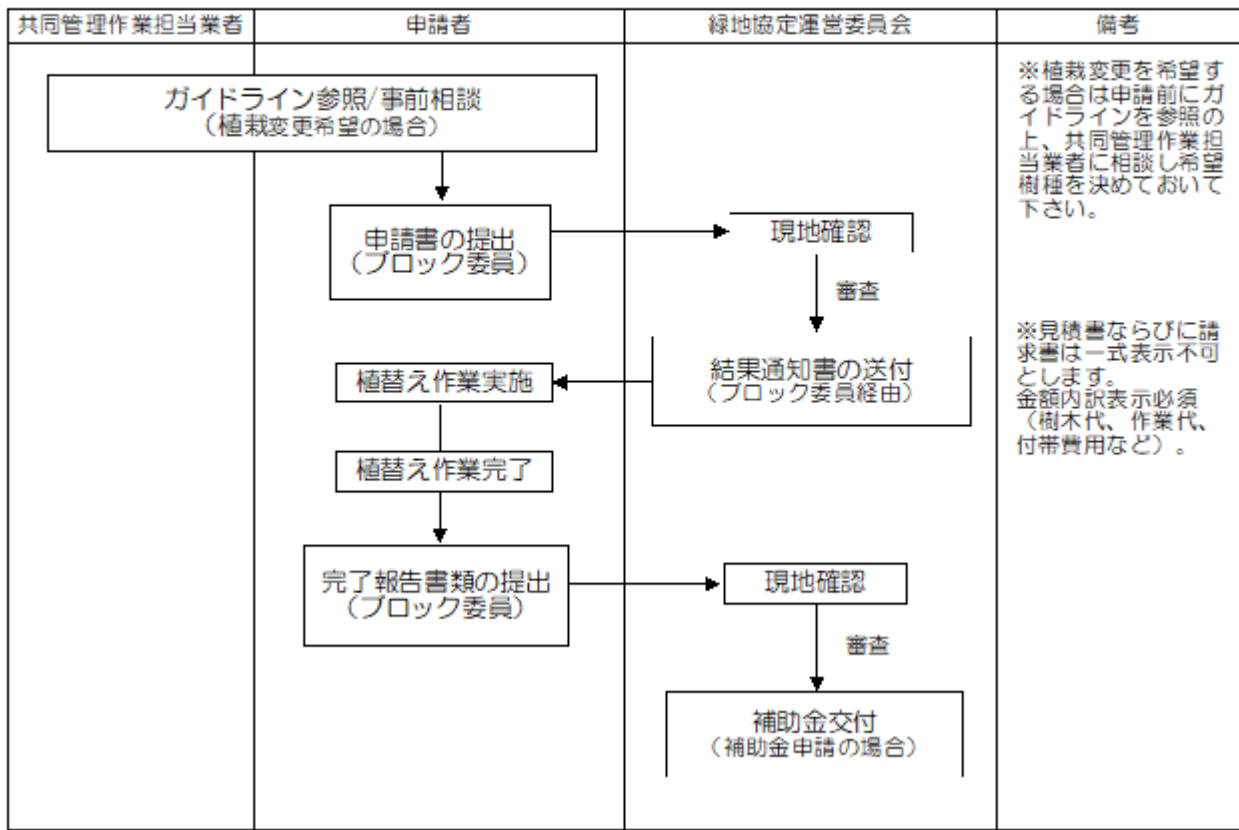 共同管理作業担当業者
申請者
緑地協定運営委員会
備考
ガイドライン参照/事前相談
（植栽変更希望の場合）
※植栽変更を希望す
る場合は申請前にガ
イドラインを参照の
上、共同管理作業担
当業者に相談し希望
樹種を決めておいて
下さい。
申請書の提出
（ブロック委員）
現地確認
審査
結果通知書の送付
（ブロック委員経由）
※見積書ならびに請
求書は一式表示不可
とします。
金額内訳表示必須
（樹木代、作業代、
付帯費用など）。
植替え作業実施
植替え作業完了
完了報告書類の提出
（ブロック委員）
現地確認
審査
補助金交付
（補助金申請の場合）